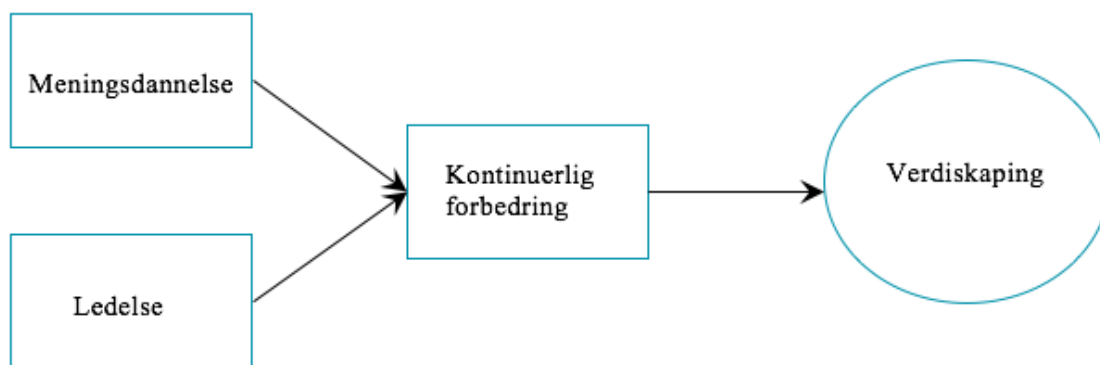 Meningsdannelse
Kontinuerlig
forbedring
Verdiskaping
Ledelse